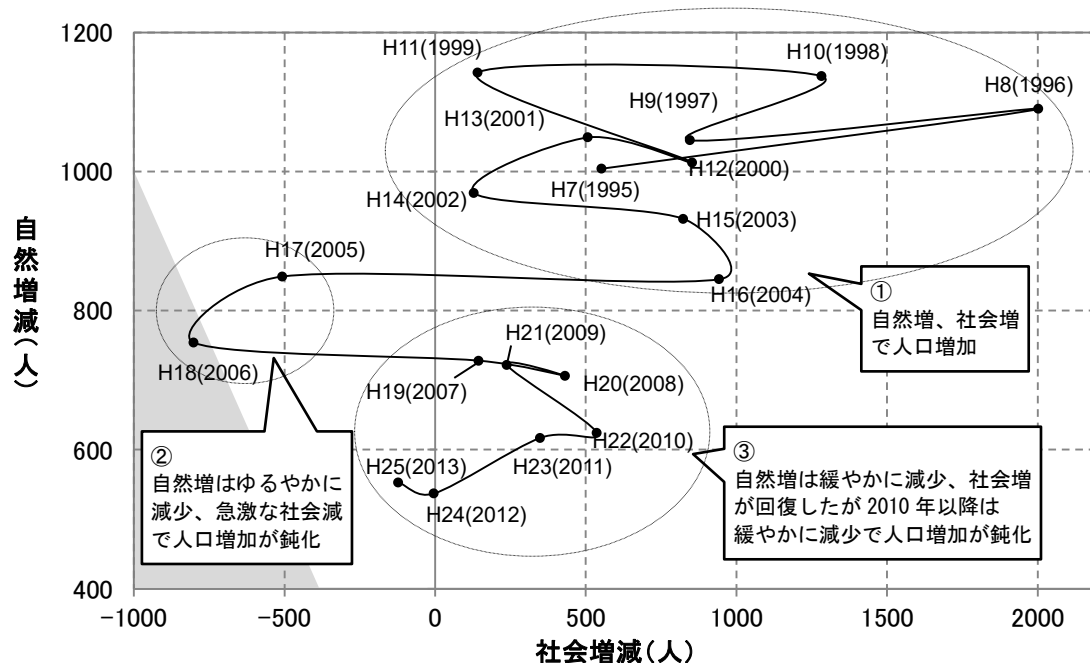 1200
H11(1999)
H10(1998)
H8(1996)
H9(1997)
H13(2001)
1000
H12(2000)
H7(1995)
H14(2002)
H15(2003)
H17(2005)
H16(2004)
①
自然増、社会増
で人口増加
自然増減(人)
800
H21(2009)
H18(2006)
H19(2007)
H20(2008)
600
H22(2010)
H23(2011)
H25(2013)
H24(2012)
②
自然増はゆるやかに
減少、急激な社会減
で人口増加が鈍化
③
自然増は緩やかに減少、社会増
が回復したが 2010 年以降は
緩やかに減少で人口増加が鈍化
400
-1000 -500 0 500 1000 1500 2000
社会増減(人)